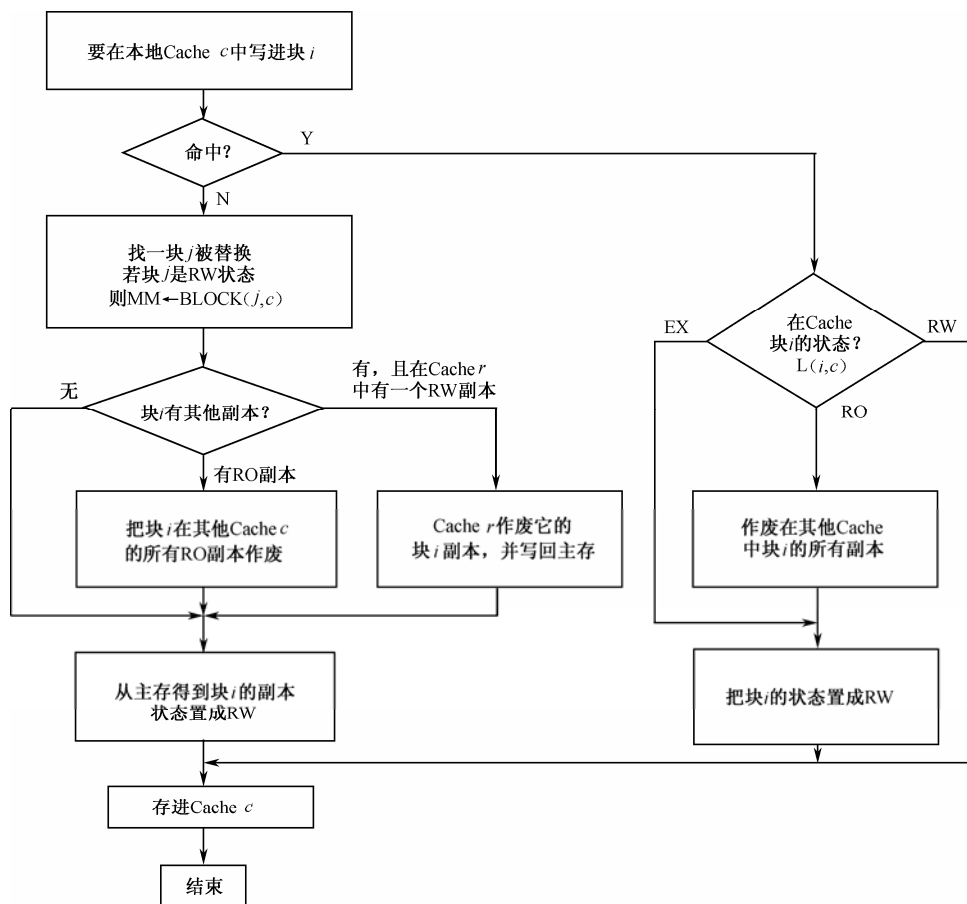 要在本地Cache c中写进块i
命中？
Y
N
找一块j被替换
若块j是RW状态
则MM←BLOCK(j,c)
在Cache
块i的状态？
L(i,c)
EX
RW
RO
无
块i有其他副本？
有，且在Cache r
中有一个RW副本
有RO副本
把块i在其他Cache c
的所有RO副本作废
Cache r作废它的
块i副本，并写回主存
作废在其他Cache
中块i的所有副本
从主存得到块i的副本
状态置成RW
把块i的状态置成RW
存进Cache c
结束